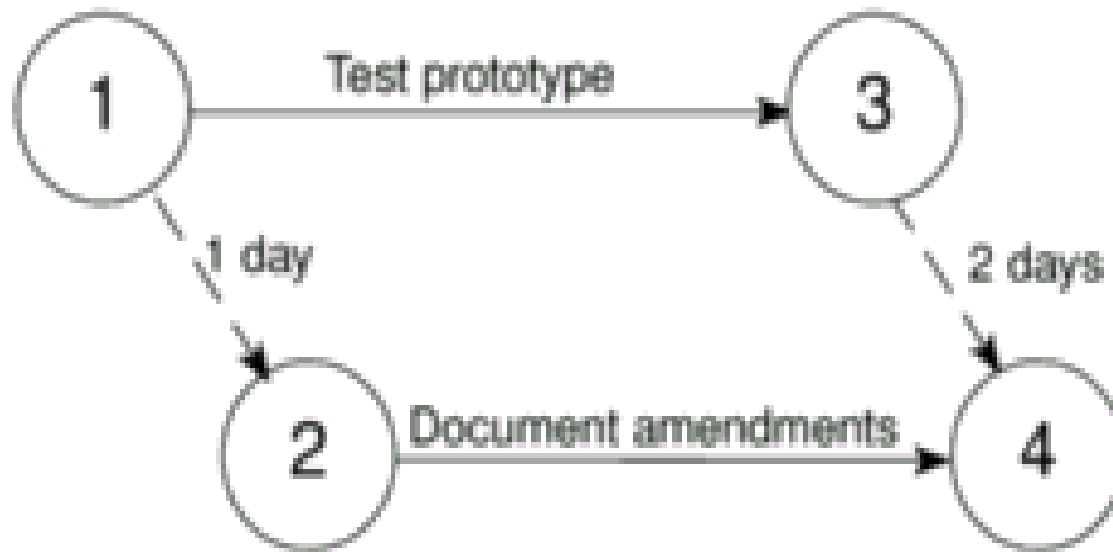 1
Test prototype
3
1 day
2 days
2
Document amendments
4